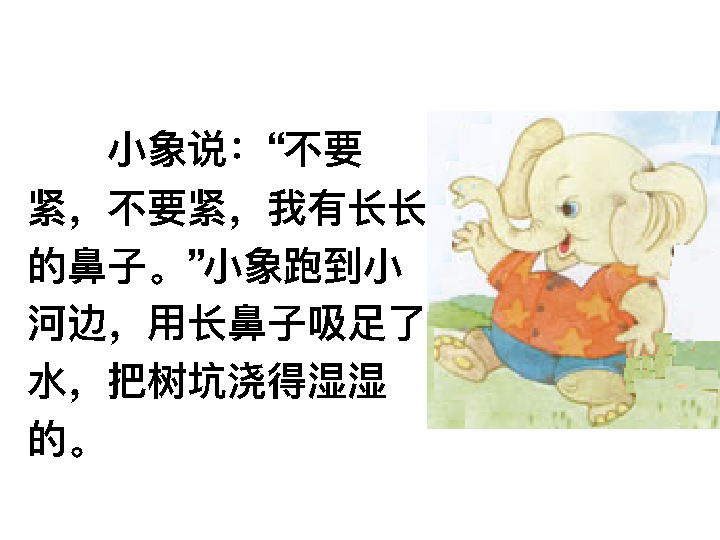 小象说：“不要
紧，不要紧，我有长长
的鼻子。”小象跑到小
河边，用长鼻子吸足了
水，把树坑浇得湿湿
的。